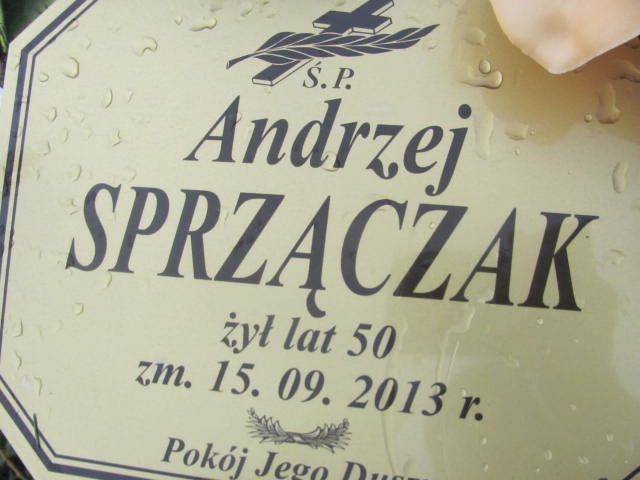 Ś.P.
Andrzej
SPRZĄCZAK
żył lat 50
zm. 15. 09. 2013 r.
Pokój Jego